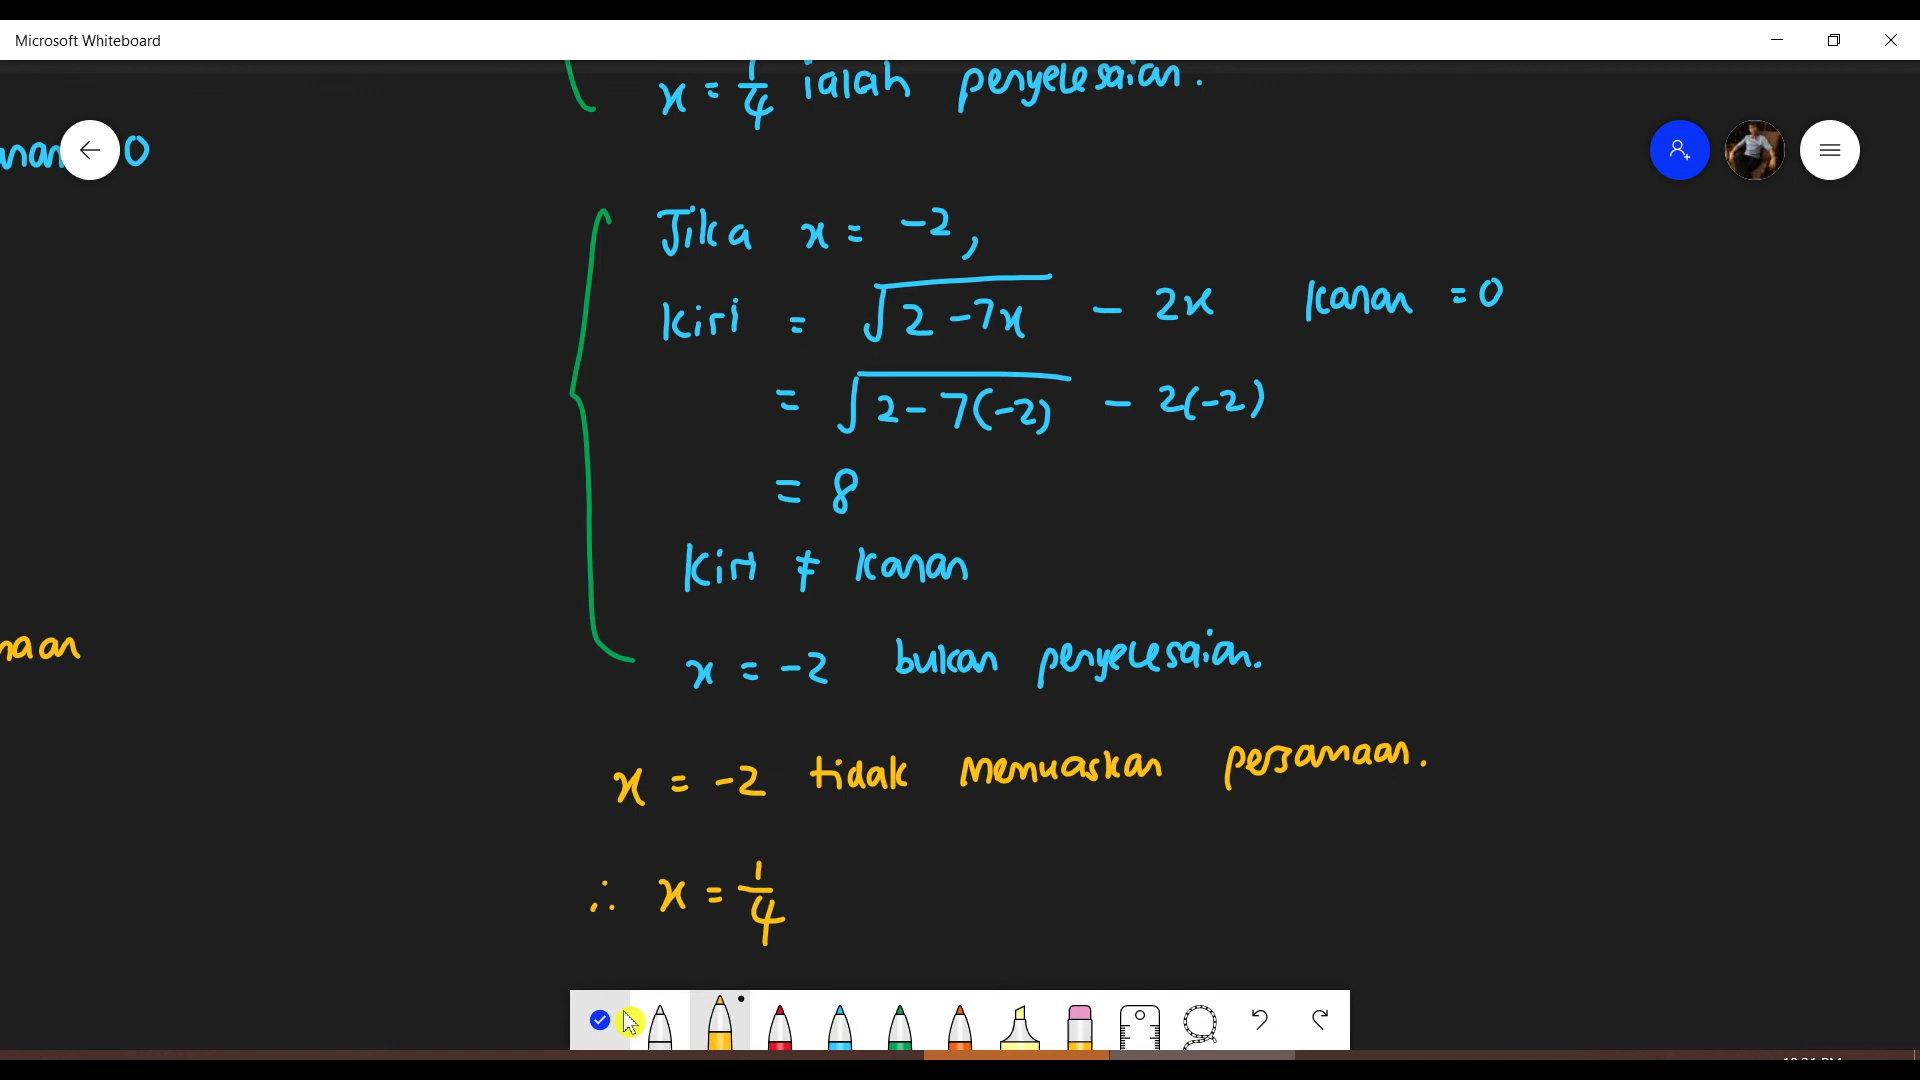 Microsoft Whiteboard
x = 1/4 ialah penyelesaian.
0
Jika x = -2,
Kiri = √(2 - 7x) - 2x kanan = 0
= √(2 - 7(-2)) - 2(-2)
= 8
Kiri ≠ kanan
x = -2 bukan penyelesaian.
x = -2 tidak memuaskan persamaan.
∴ x = 1/4